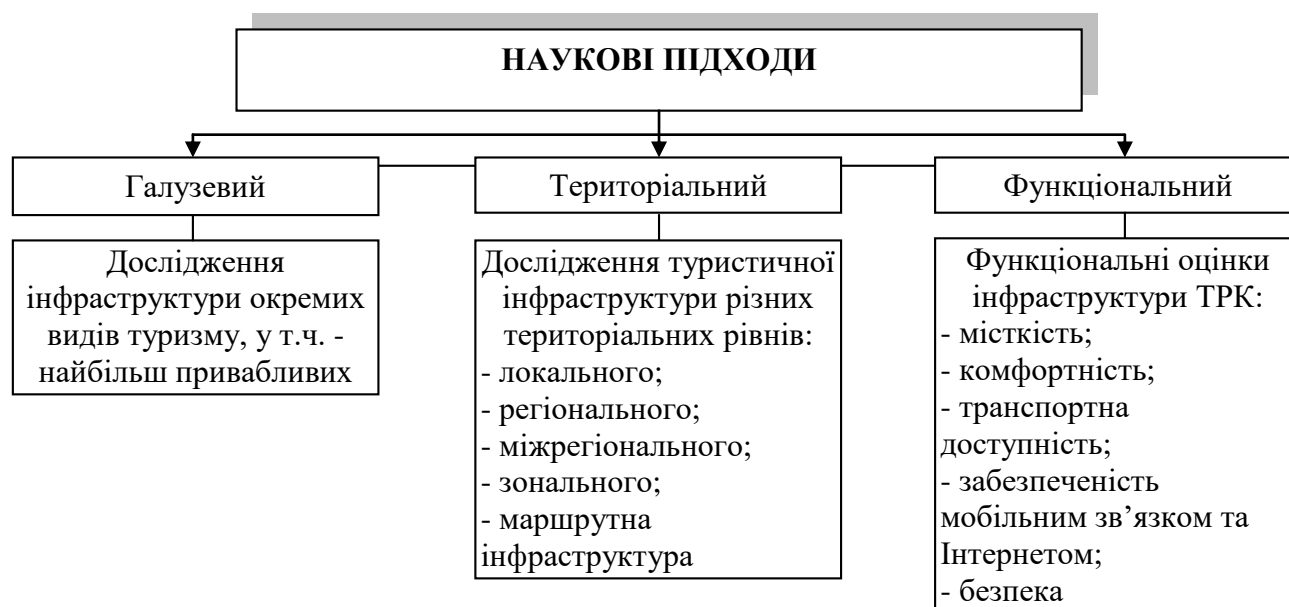 НАУКОВІ ПІДХОДИ
Галузевий
Дослідження
інфраструктури окремих
видів туризму, у т.ч. -
найбільш привабливих
Територіальний
Дослідження туристичної
інфраструктури різних
територіальних рівнів:
- локального;
- регіонального;
- міжрегіонального;
- зонального;
- маршрутна
інфраструктура
Функціональний
Функціональні оцінки
інфраструктури ТРК:
- місткість;
- комфортність;
- транспортна
доступність;
- забезпеченість
мобільним зв’язком та
Інтернетом;
- безпека